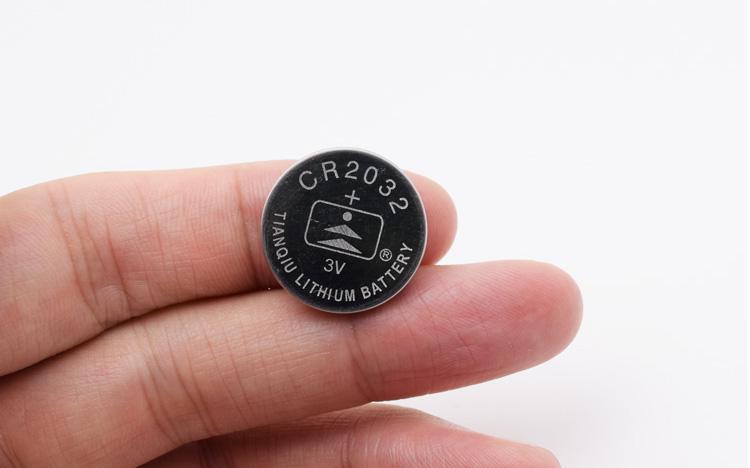 CR2032
+
3V
®
TIANQIU LITHIUM BATTERY